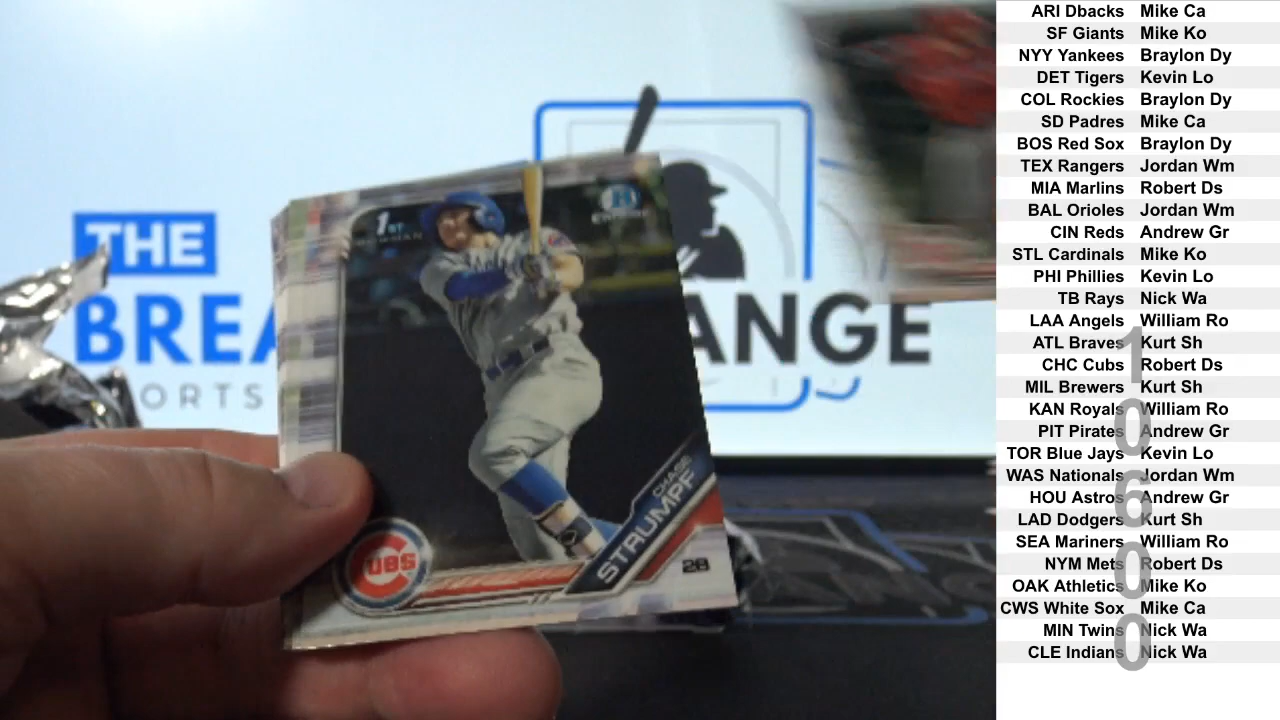 THE
BREA
ANGE
ORTS
1ST
BOWMAN
B
CHASE
STRUMPF
CUBS
2B
ARI Dbacks Mike Ca
SF Giants Mike Ko
NYY Yankees Braylon Dy
DET Tigers Kevin Lo
COL Rockies Braylon Dy
SD Padres Mike Ca
BOS Red Sox Braylon Dy
TEX Rangers Jordan Wm
MIA Marlins Robert Ds
BAL Orioles Jordan Wm
CIN Reds Andrew Gr
STL Cardinals Mike Ko
PHI Phillies Kevin Lo
TB Rays Nick Wa
LAA Angels William Ro
ATL Braves Kurt Sh
CHC Cubs Robert Ds
MIL Brewers Kurt Sh
KAN Royals William Ro
PIT Pirates Andrew Gr
TOR Blue Jays Kevin Lo
WAS Nationals Jordan Wm
HOU Astros Andrew Gr
LAD Dodgers Kurt Sh
SEA Mariners William Ro
NYM Mets Robert Ds
OAK Athletics Mike Ko
CWS White Sox Mike Ca
MIN Twins Nick Wa
CLE Indians Nick Wa
10600